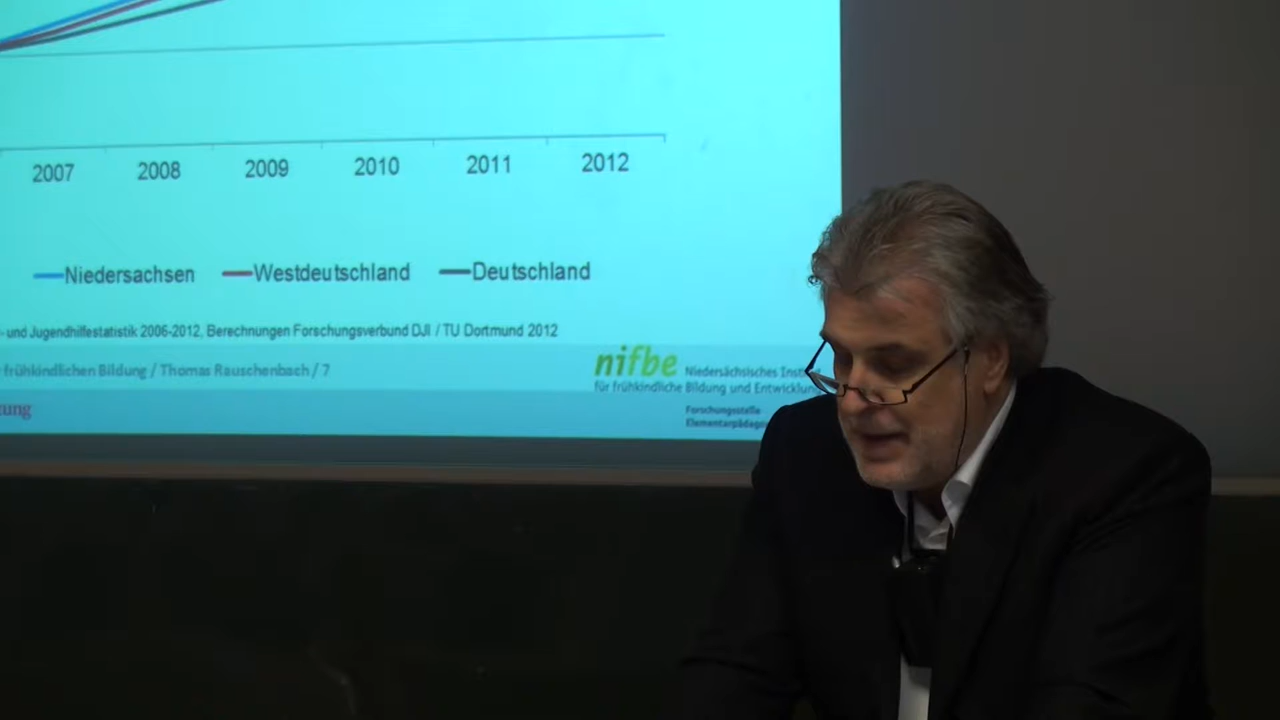 2007 2008 2009 2010 2011 2012
Niedersachsen Westdeutschland Deutschland
- und Jugendhilfestatistik 2006-2012, Berechnungen Forschungsverbund DJI / TU Dortmund 2012
frühkindlichen Bildung / Thomas Rauschenbach / 7
nifbe Niedersächsisches Inst
für frühkindliche Bildung und Entwicklun
Forschungsstelle
Elementarpädago